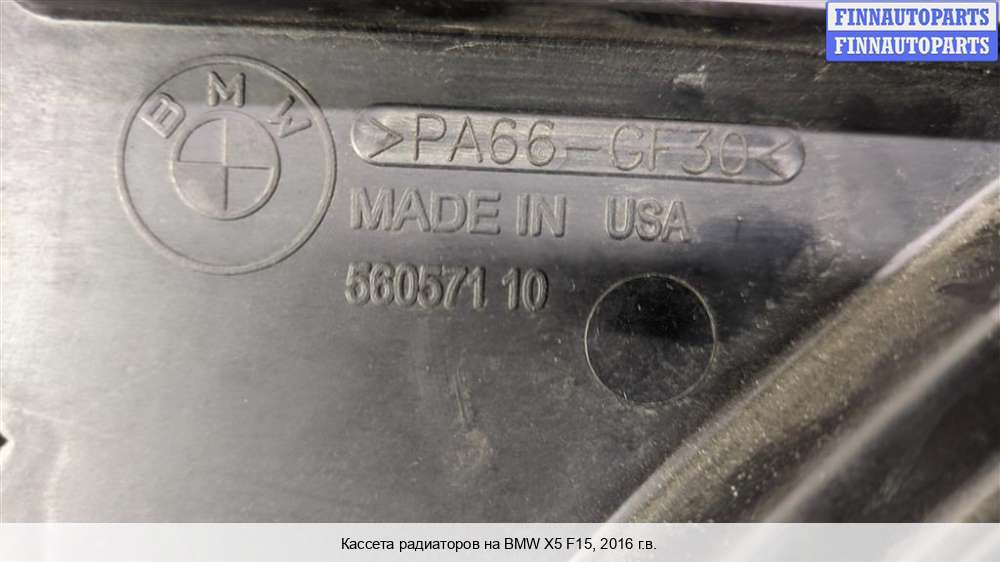 FINNAUTOPARTS
FINNAUTOPARTS
BMW
>PA66-GF30<
MADE IN USA
560571 10
Кассета радиаторов на BMW X5 F15, 2016 г.в.